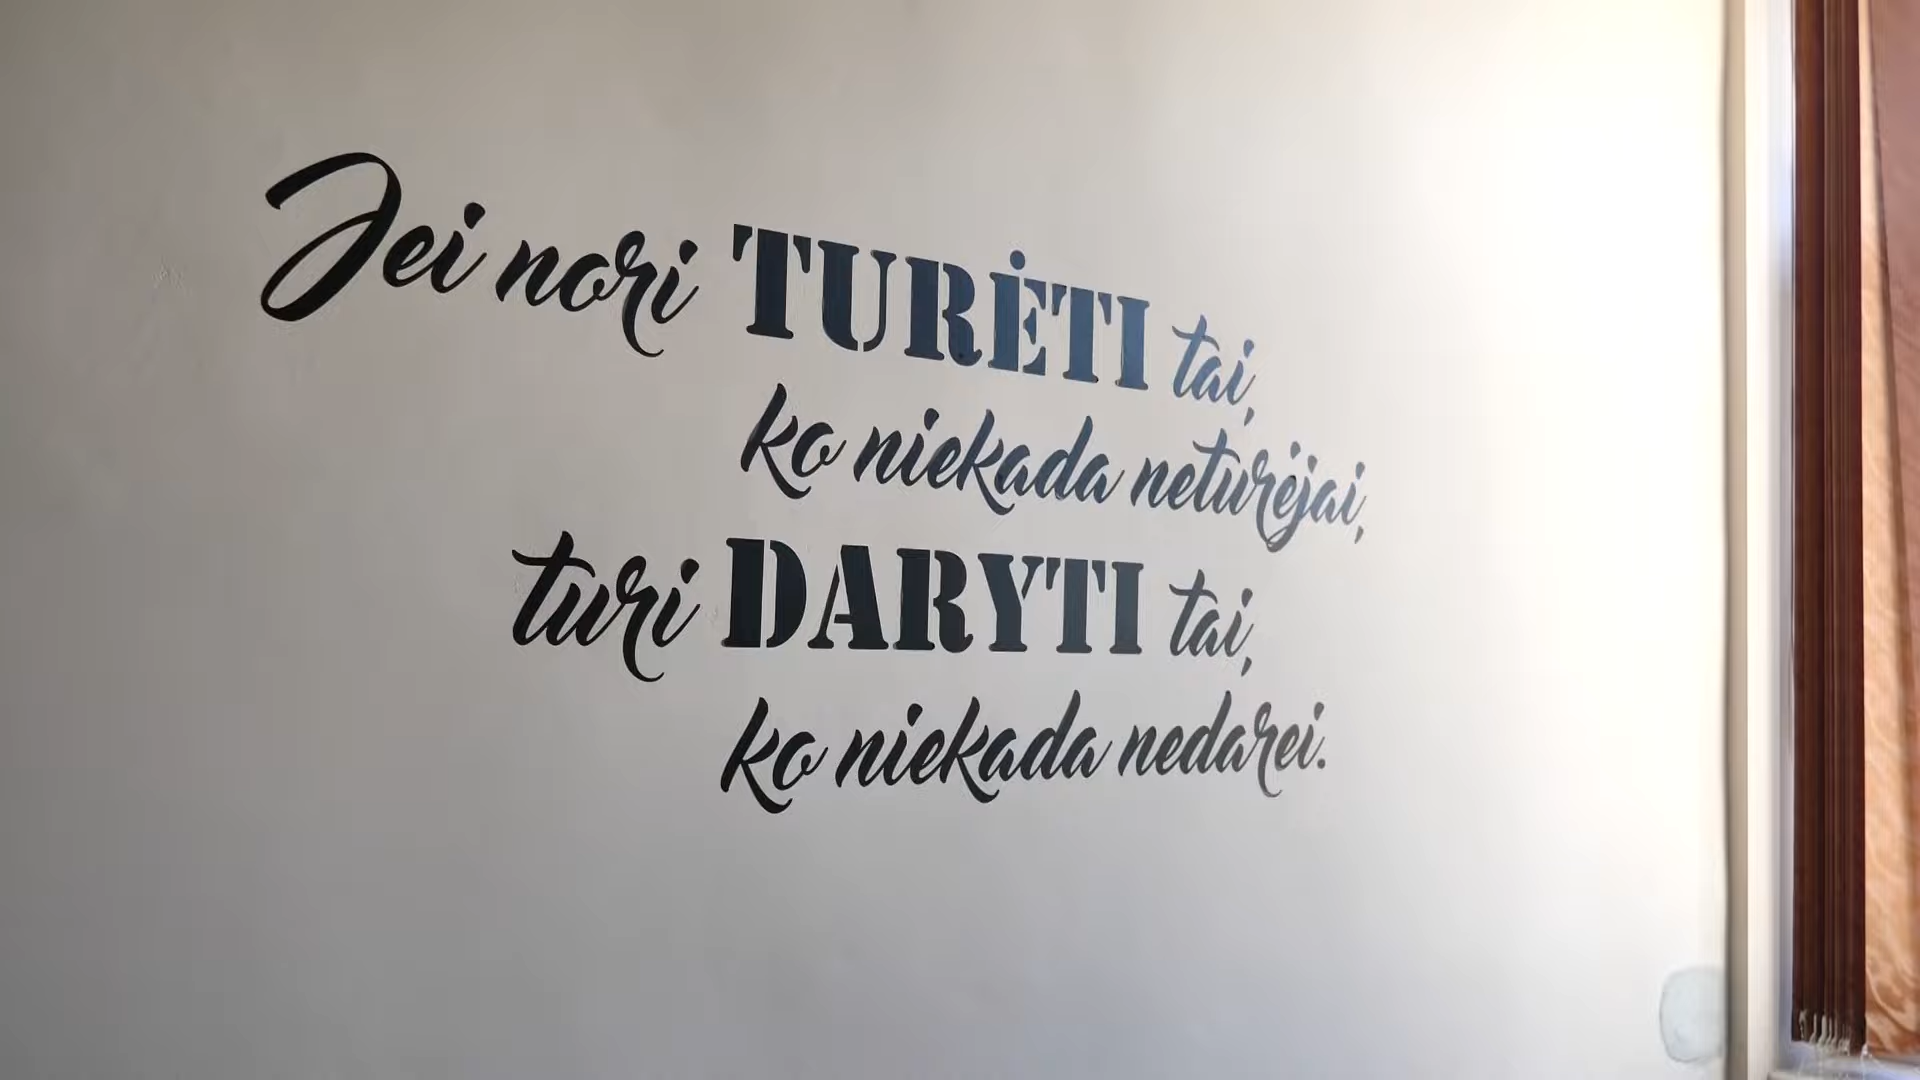 Jei nori TURĖTI tai,
ko niekada neturėjai,
turi DARYTI tai,
ko niekada nedarei.